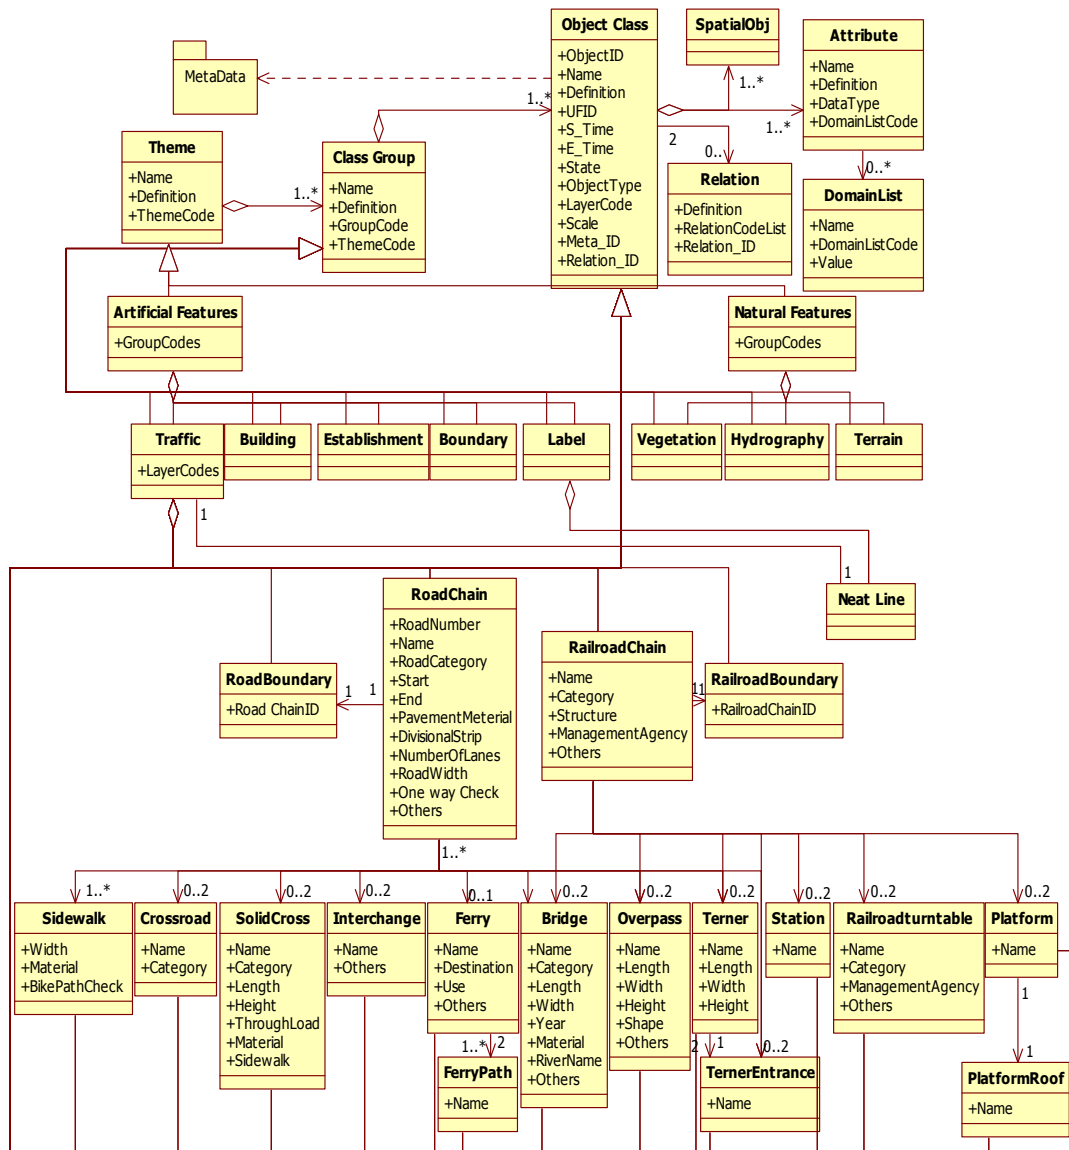 Object Class
+ObjectID
+Name
+Definition
+UFID
+S_Time
+E_Time
+State
+ObjectType
+LayerCode
+Scale
+Meta_ID
+Relation_ID
SpatialObj
Attribute
+Name
+Definition
+DataType
+DomainListCode
MetaData
1..*
1..*
1..*
2
0..
0..*
Theme
+Name
+Definition
+ThemeCode
1..*
Class Group
+Name
+Definition
+GroupCode
+ThemeCode
Relation
+Definition
+RelationCodeList
+Relation_ID
DomainList
+Name
+DomainListCode
+Value
Artificial Features
+GroupCodes
Natural Features
+GroupCodes
Traffic
+LayerCodes
Building
Establishment
Boundary
Label
Vegetation
Hydrography
Terrain
1
1
Neat Line
RoadChain
+RoadNumber
+Name
+RoadCategory
+Start
+End
+PavementMeterial
+DivisionalStrip
+NumberOfLanes
+RoadWidth
+One way Check
+Others
RoadBoundary
+Road ChainID
1
1
RailroadChain
+Name
+Category
+Structure
+ManagementAgency
+Others
11
RailroadBoundary
+RailroadChainID
1..*
1..*
0..2
0..2
0..2
0..1
0..2
0..2
0..2
0..2
0..2
0..2
Sidewalk
+Width
+Material
+BikePathCheck
Crossroad
+Name
+Category
SolidCross
+Name
+Category
+Length
+Height
+ThroughLoad
+Material
+Sidewalk
Interchange
+Name
+Others
Ferry
+Name
+Destination
+Use
+Others
Bridge
+Name
+Category
+Length
+Width
+Year
+Material
+RiverName
+Others
Overpass
+Name
+Length
+Width
+Height
+Shape
+Others
Terner
+Name
+Length
+Width
+Height
Station
+Name
Railroadturntable
+Name
+Category
+ManagementAgency
+Others
Platform
+Name
1..*
2
2
1
0..2
1
1
FerryPath
+Name
TernerEntrance
+Name
PlatformRoof
+Name